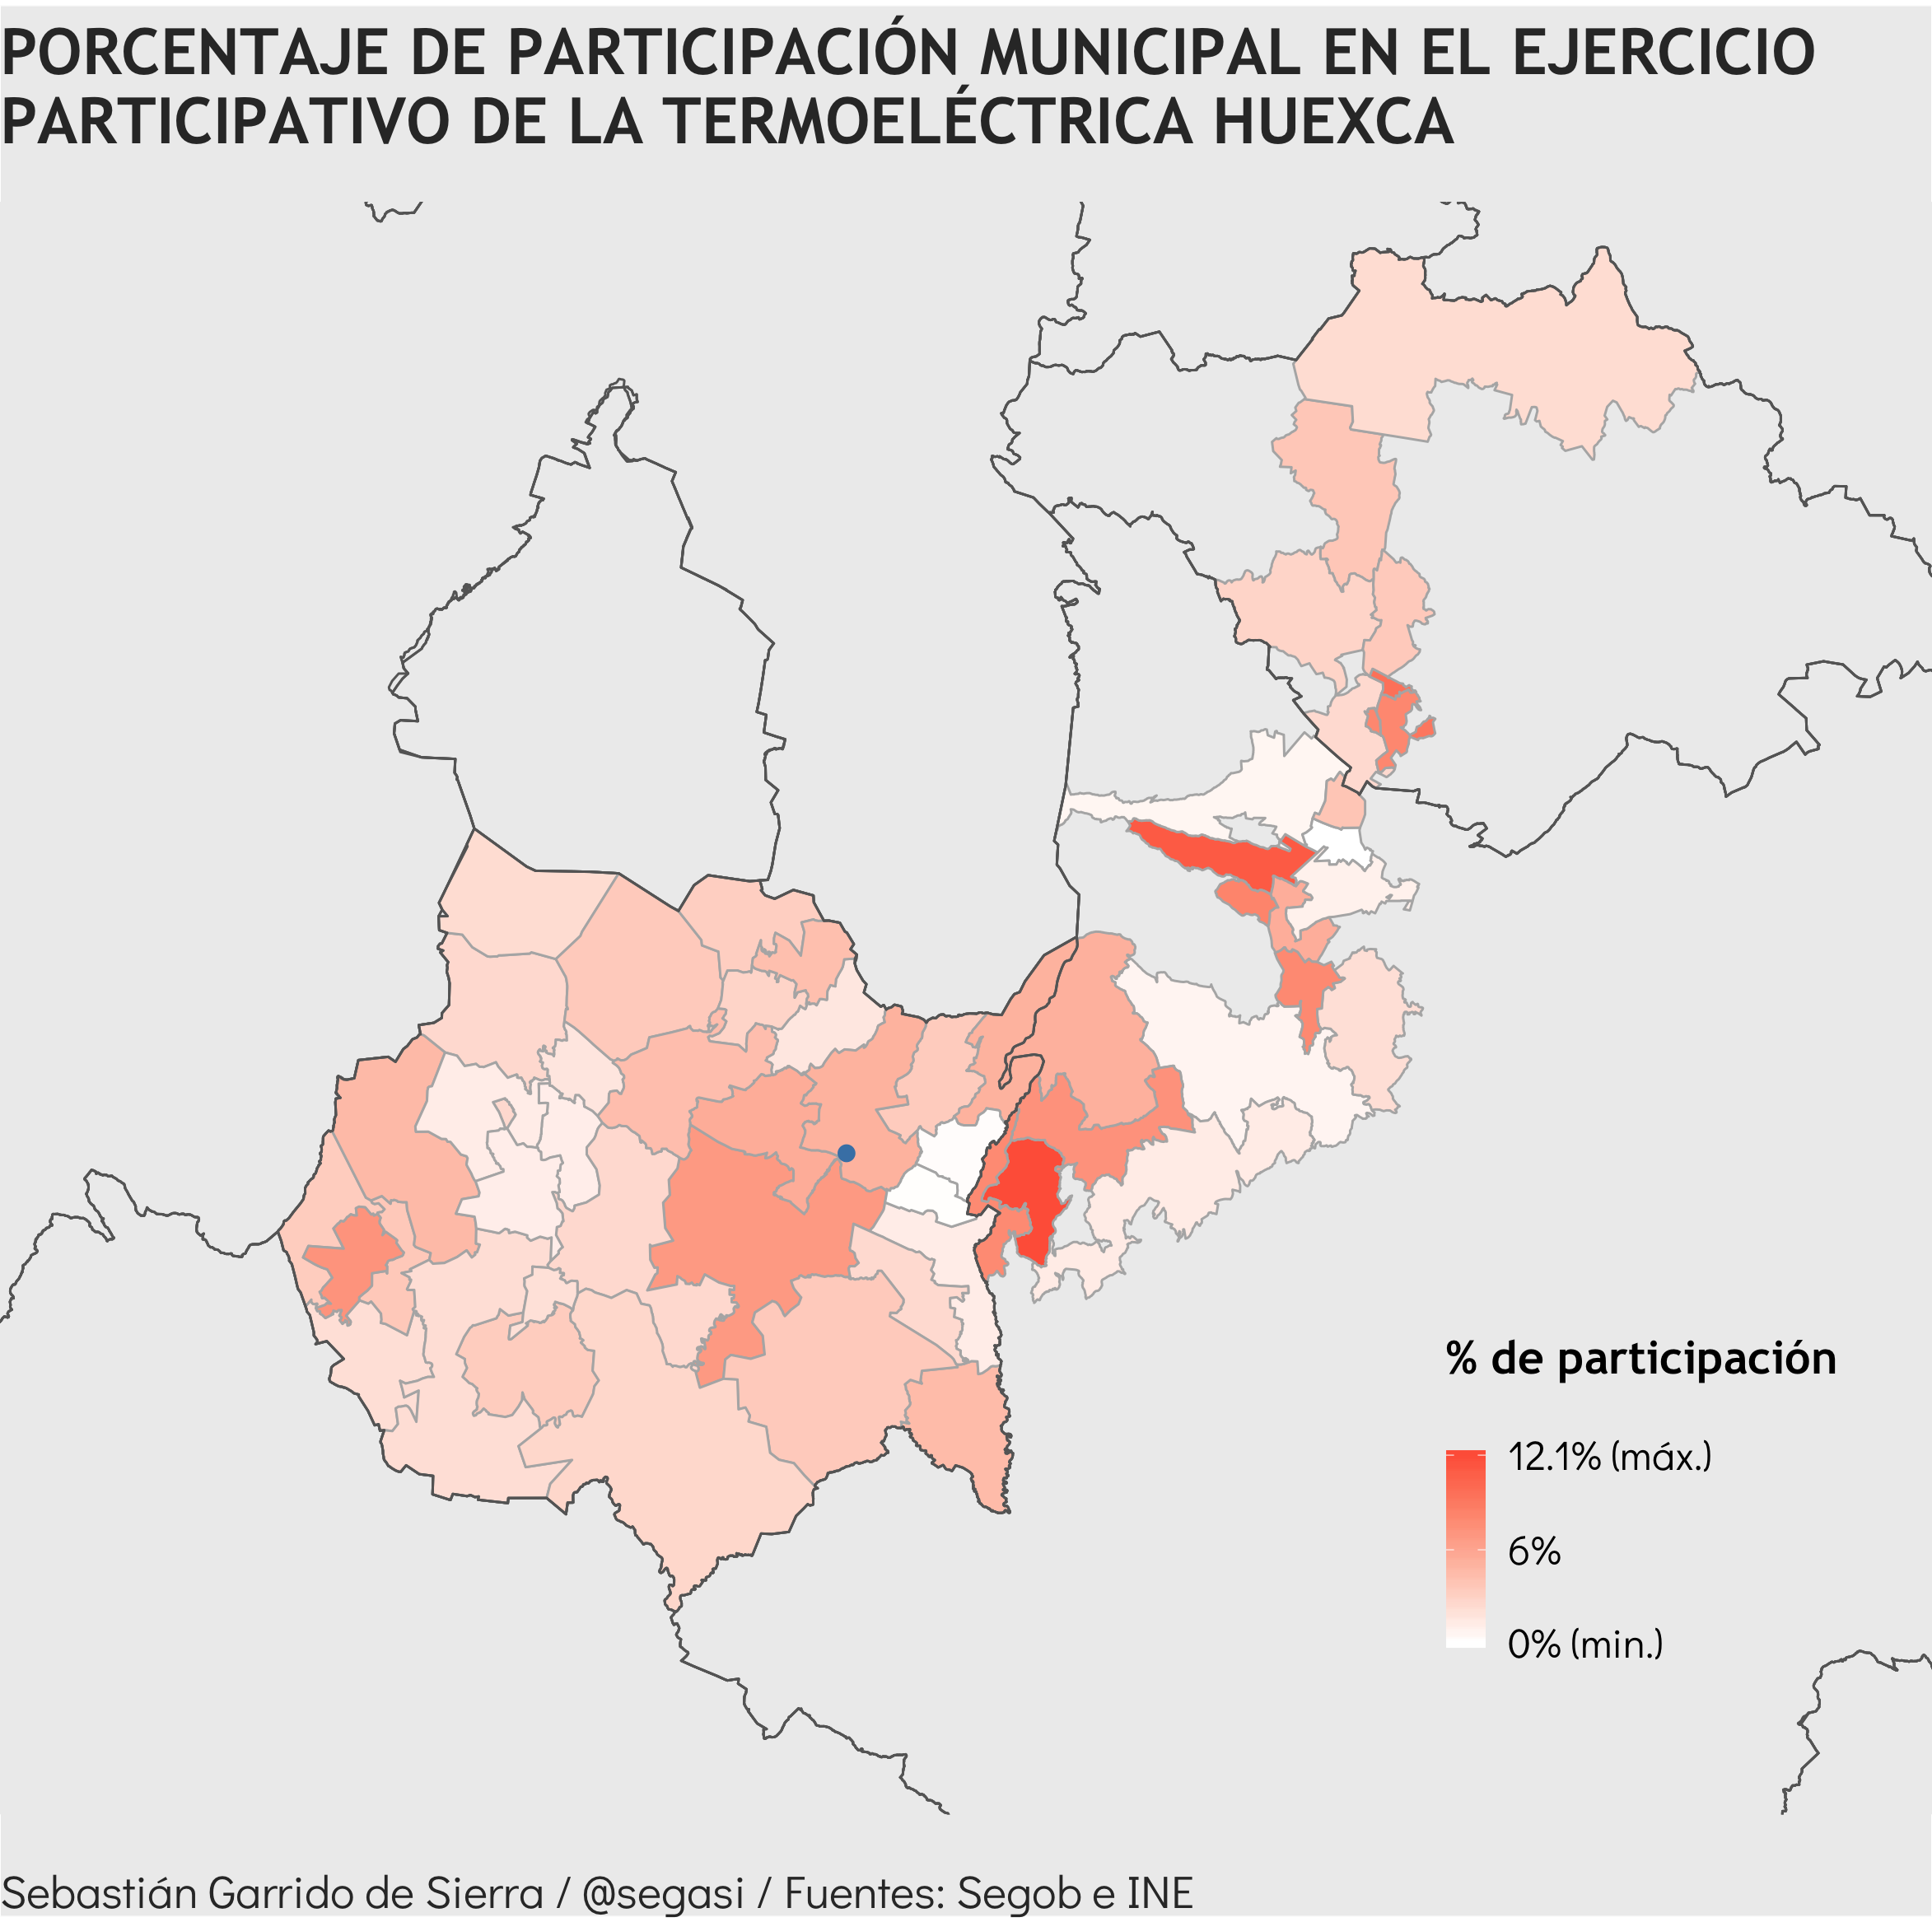 PORCENTAJE DE PARTICIPACIÓN MUNICIPAL EN EL EJERCICIO
PARTICIPATIVO DE LA TERMOELÉCTRICA HUEXCA
% de participación
12.1% (máx.)
6%
0% (min.)
Sebastián Garrido de Sierra / @segasi / Fuentes: Segob e INE